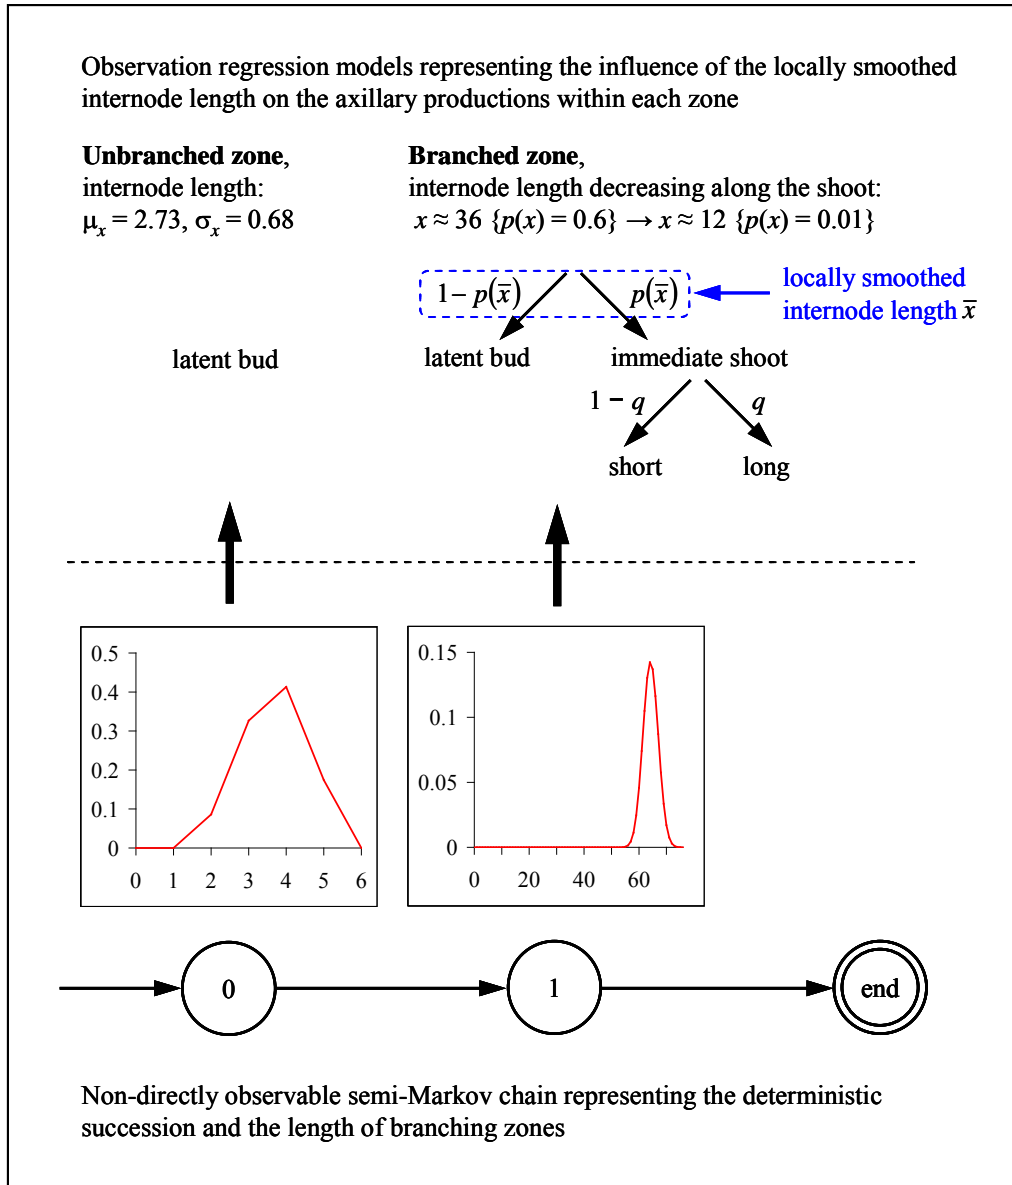 Observation regression models representing the influence of the locally smoothed
internode length on the axillary productions within each zone
Unbranched zone,
internode length:
μₓ = 2.73, σₓ = 0.68
Branched zone,
internode length decreasing along the shoot:
x ≈ 36 {p(x) = 0.6} → x ≈ 12 {p(x) = 0.01}
1− p(x̅)
p(x̅)
locally smoothed
internode length x̅
latent bud
latent bud
immediate shoot
1 − q
q
short
long
0.5
0.4
0.3
0.2
0.1
0
0 1 2 3 4 5 6
0.15
0.1
0.05
0
0 20 40 60
0
1
end
Non-directly observable semi-Markov chain representing the deterministic
succession and the length of branching zones